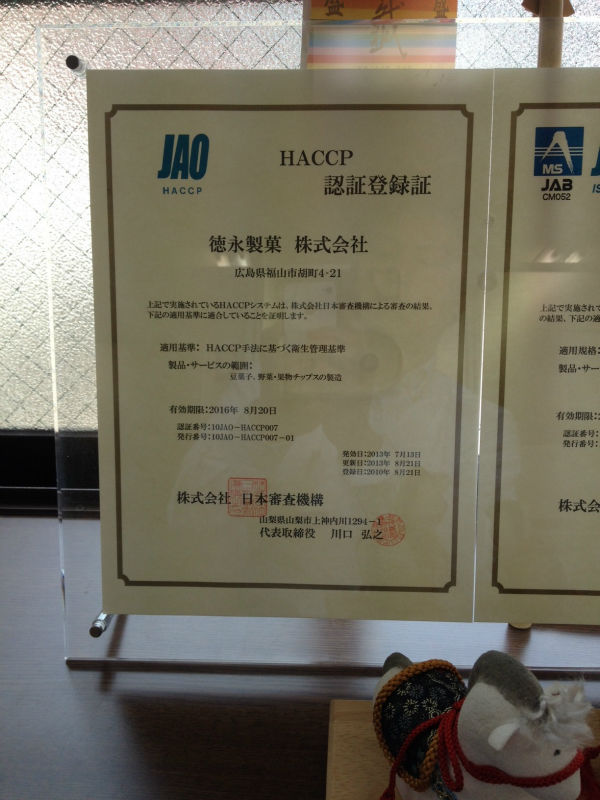 盛
盛
JAO
HACCP
HACCP
認証登録証
徳永製菓 株式会社
広島県福山市胡町4-21
上記で実施されているHACCPシステムは、株式会社日本審査機構による審査の結果、
下記の適用基準に適合していることを証明します。
適用基準: HACCP手法に基づく衛生管理基準
製品・サービスの範囲:
豆菓子、野菜・果物チップスの製造
有効期限:2016年 8月20日
認証番号:10JAO-HACCP007
発行番号:10JAO-HACCP007-01
発効日:2013年 7月13日
更新日:2013年 8月21日
登録日:2010年 8月21日
株式会社 日本審査機構
山梨県山梨市上神内川1294-1
代表取締役 川口 弘之
MS
JAB
CM052
J
IS
上記で実施され
の結果、下記の適
適用規格:
製品・サー
有効期限:2
認証番号:
発行番号:
株式会